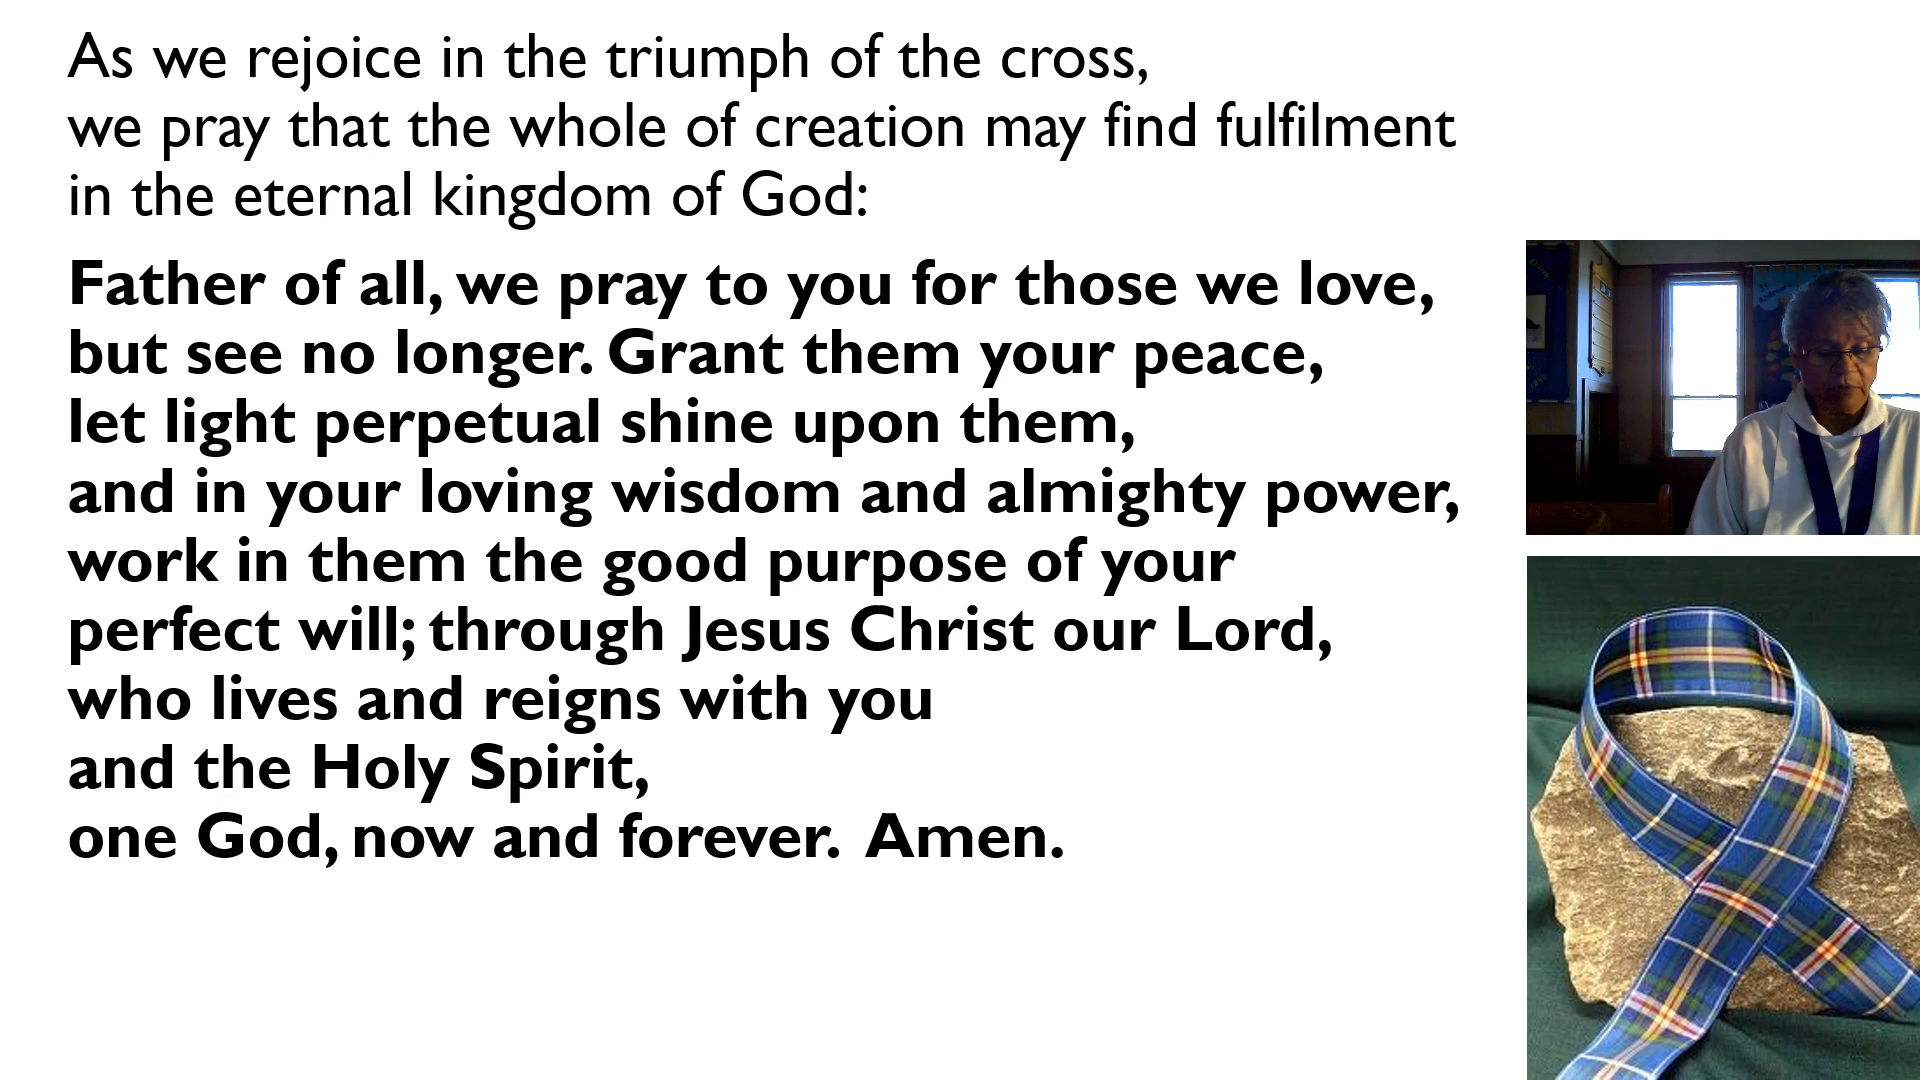 As we rejoice in the triumph of the cross,
we pray that the whole of creation may find fulfilment
in the eternal kingdom of God:
Father of all, we pray to you for those we love,
but see no longer. Grant them your peace,
let light perpetual shine upon them,
and in your loving wisdom and almighty power,
work in them the good purpose of your
perfect will; through Jesus Christ our Lord,
who lives and reigns with you
and the Holy Spirit,
one God, now and forever.  Amen.